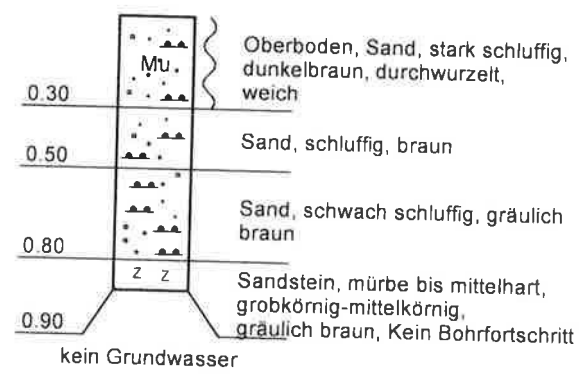 Oberboden, Sand, stark schluffig,
dunkelbraun, durchwurzelt,
weich
Mu
0.30
Sand, schluffig, braun
0.50
Sand, schwach schluffig, gräulich
braun
0.80
z z
Sandstein, mürbe bis mittelhart,
grobkörnig-mittelkörnig,
gräulich braun, Kein Bohrfortschritt
0.90
kein Grundwasser